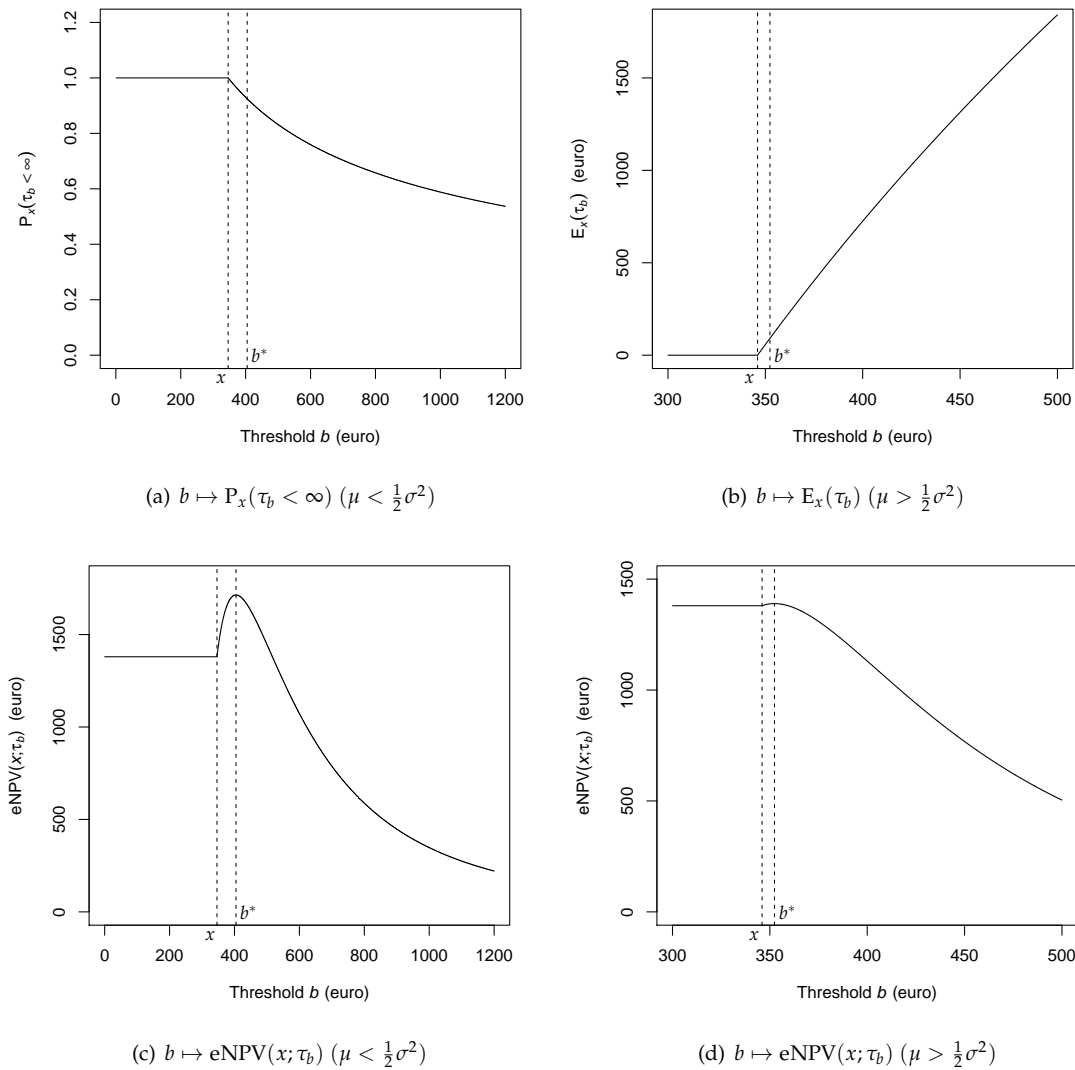 0.0 0.2 0.4 0.6 0.8 1.0 1.2
Pₓ(τ_b < ∞)
x
b*
0 200 400 600 800 1000 1200
Threshold b (euro)
(a) b ↦ Pₓ(τ_b < ∞) (μ < ½σ²)
0 500 1000 1500
Eₓ(τ_b) (euro)
x
b*
300 350 400 450 500
Threshold b (euro)
(b) b ↦ Eₓ(τ_b) (μ > ½σ²)
0 500 1000 1500
eNPV(x;τ_b) (euro)
x
b*
0 200 400 600 800 1000 1200
Threshold b (euro)
(c) b ↦ eNPV(x; τ_b) (μ < ½σ²)
0 500 1000 1500
eNPV(x;τ_b) (euro)
x
b*
300 350 400 450 500
Threshold b (euro)
(d) b ↦ eNPV(x; τ_b) (μ > ½σ²)